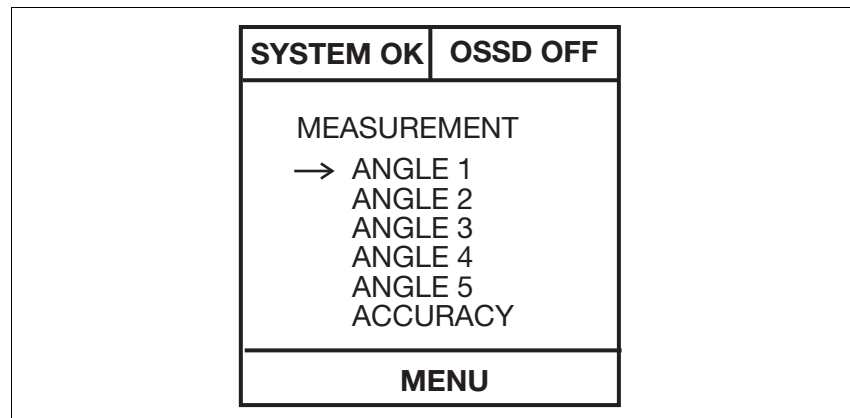 SYSTEM OK OSSD OFF
MEASUREMENT
→ ANGLE 1
ANGLE 2
ANGLE 3
ANGLE 4
ANGLE 5
ACCURACY
MENU